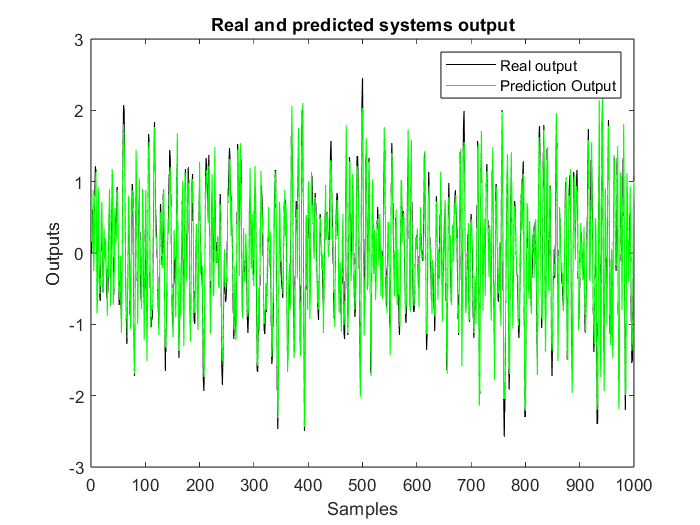 Real and predicted systems output
Real output
Prediction Output
3
2
1
0
-1
-2
-3
Outputs
0 100 200 300 400 500 600 700 800 900 1000
Samples